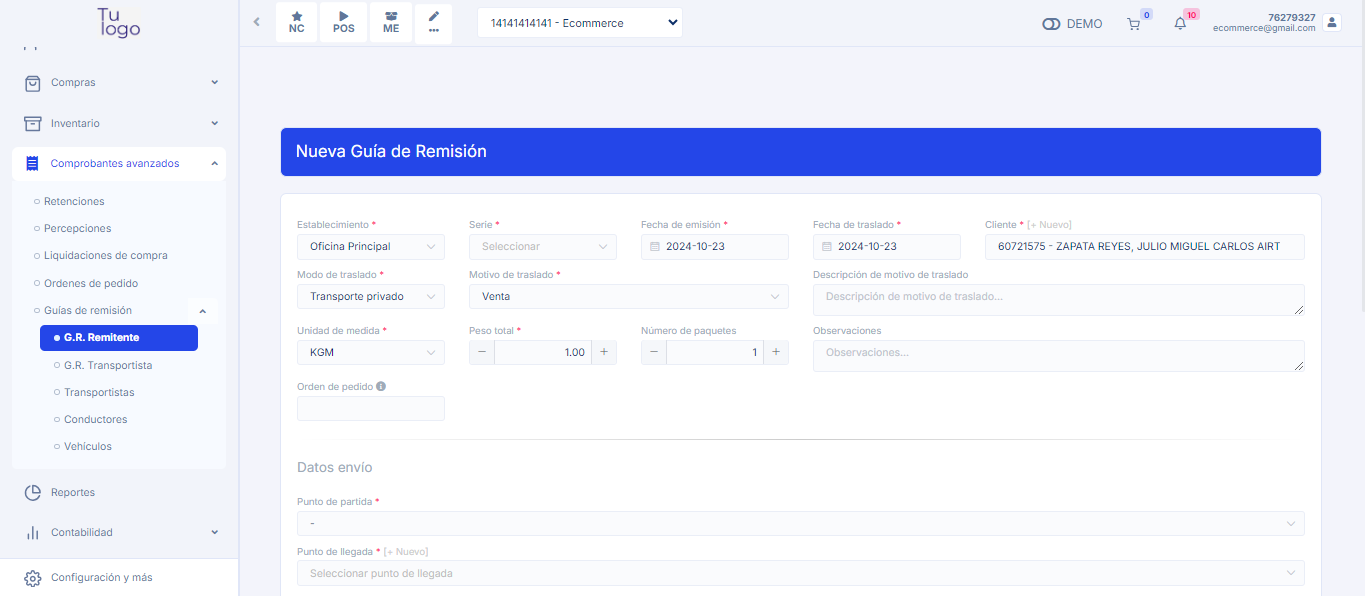 Tu
logo
Compras
Inventario
Comprobantes avanzados
Retenciones
Percepciones
Liquidaciones de compra
Ordenes de pedido
Guías de remisión
G.R. Remitente
G.R. Transportista
Transportistas
Conductores
Vehículos
Reportes
Contabilidad
Configuración y más
NC
POS
ME
14141414141 - Ecommerce
DEMO
0
10
76279327
ecommerce@gmail.com
Nueva Guía de Remisión
Establecimiento * Serie * Fecha de emisión * Fecha de traslado * Cliente * [+ Nuevo]
Oficina Principal Seleccionar 2024-10-23 2024-10-23 60721575 - ZAPATA REYES, JULIO MIGUEL CARLOS AIRT
Modo de traslado * Motivo de traslado * Descripción de motivo de traslado
Transporte privado Venta Descripción de motivo de traslado...
Unidad de medida * Peso total * Número de paquetes Observaciones
KGM − 1.00 + − 1 + Observaciones...
Orden de pedido
Datos envío
Punto de partida *
-
Punto de llegada * [+ Nuevo]
Seleccionar punto de llegada